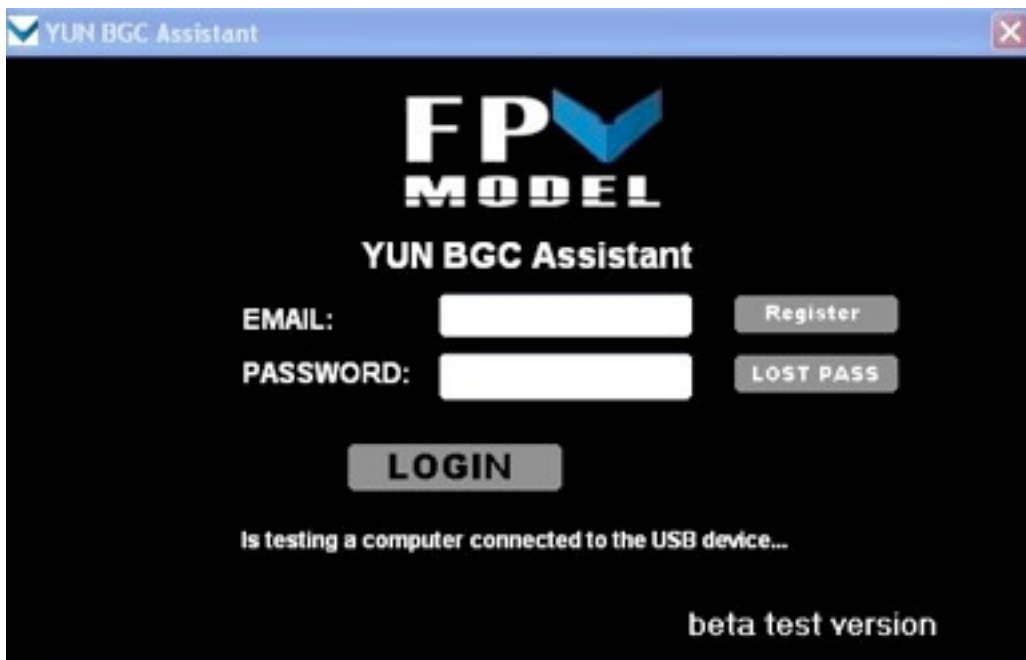 YUN BGC Assistant
FPV
MODEL
YUN BGC Assistant
EMAIL:
Register
PASSWORD:
LOST PASS
LOGIN
Is testing a computer connected to the USB device...
beta test version